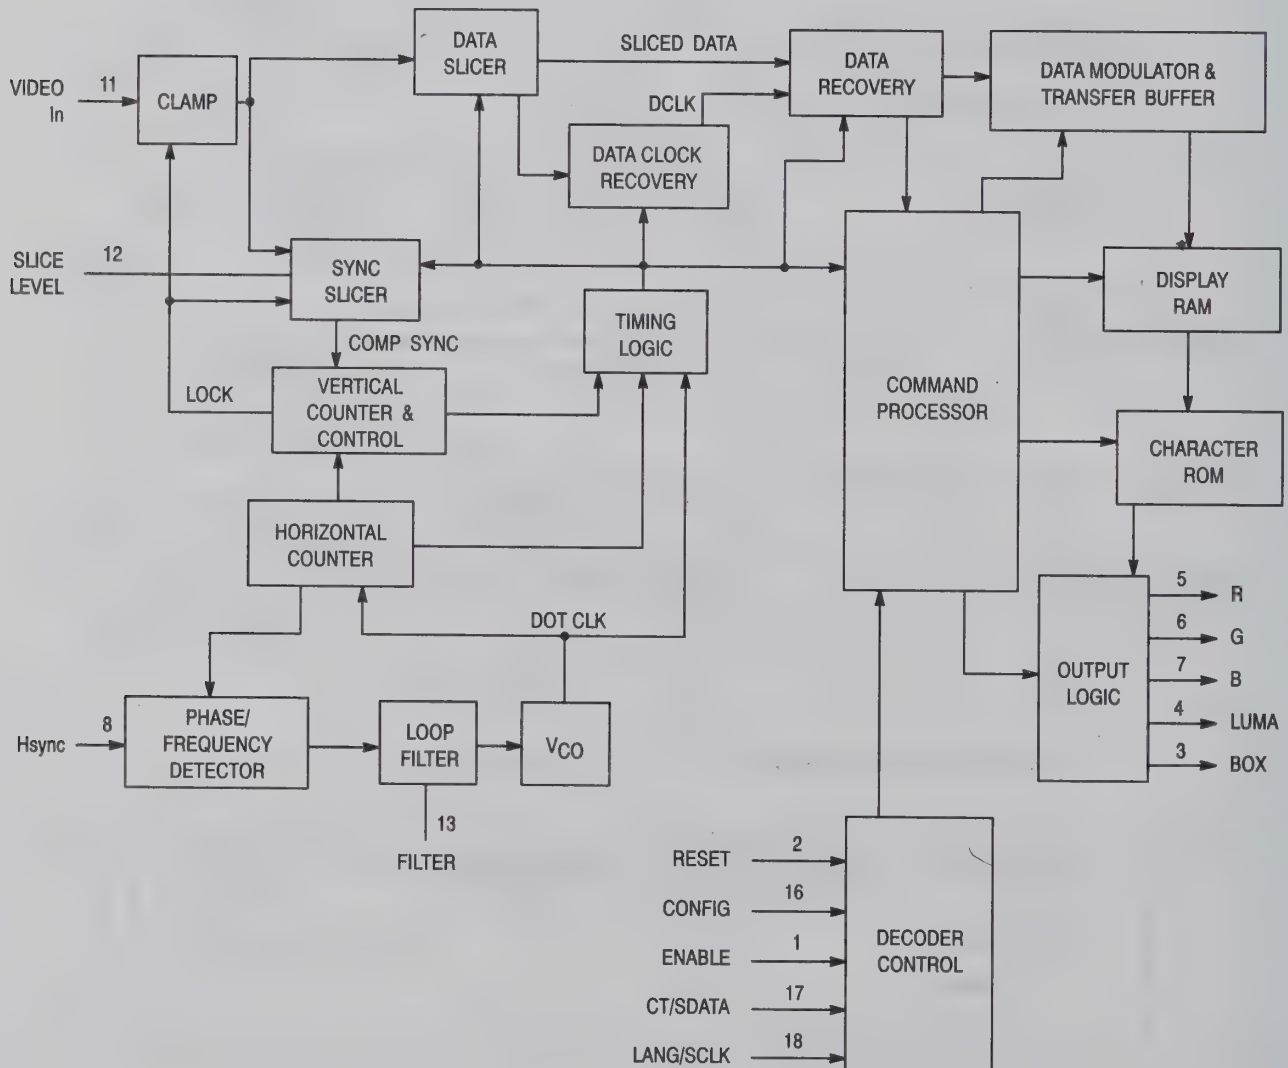 DATA
SLICER
SLICED DATA
DATA
RECOVERY
DATA MODULATOR &
TRANSFER BUFFER
VIDEO
In
11
CLAMP
DCLK
DATA CLOCK
RECOVERY
SLICE
LEVEL
12
SYNC
SLICER
COMP SYNC
TIMING
LOGIC
DISPLAY
RAM
LOCK
VERTICAL
COUNTER &
CONTROL
COMMAND
PROCESSOR
CHARACTER
ROM
HORIZONTAL
COUNTER
DOT CLK
OUTPUT
LOGIC
5 R
6 G
7 B
4 LUMA
3 BOX
Hsync
8
PHASE/
FREQUENCY
DETECTOR
LOOP
FILTER
VCO
13
FILTER
RESET 2
CONFIG 16
ENABLE 1
CT/SDATA 17
LANG/SCLK 18
DECODER
CONTROL